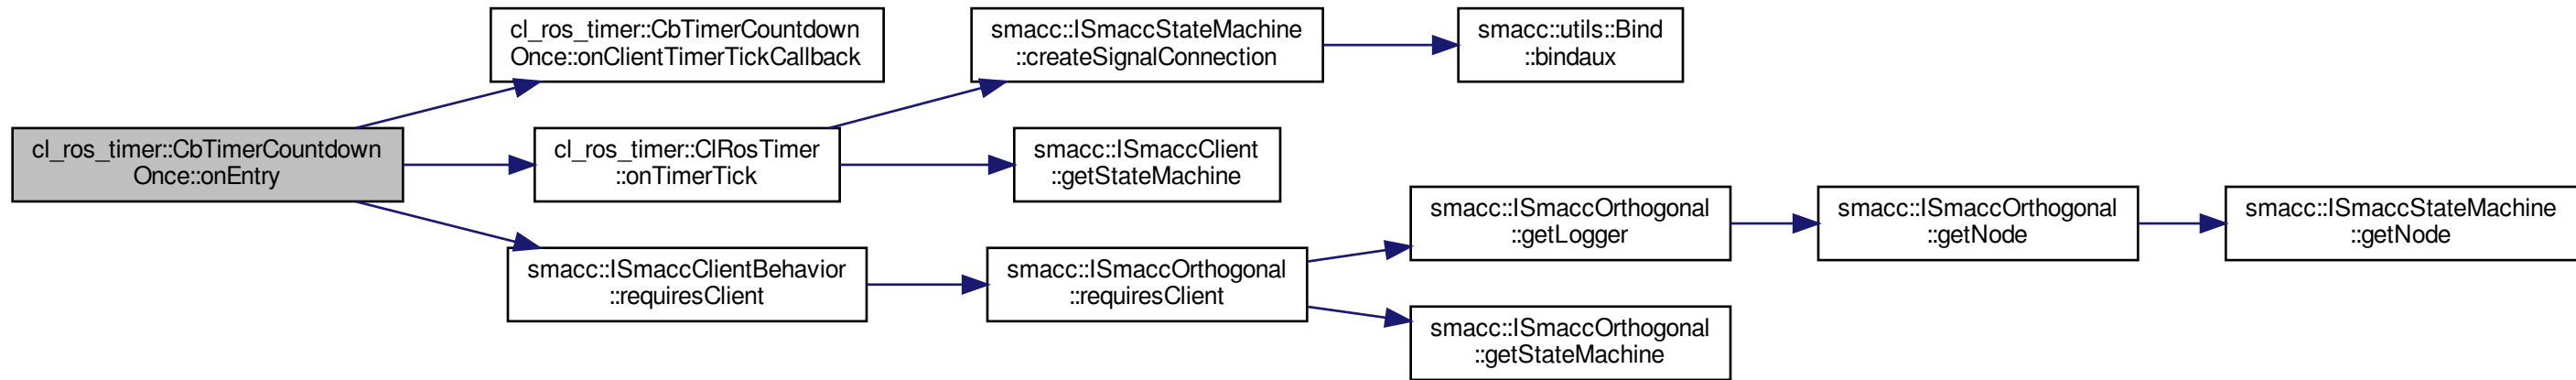 cl_ros_timer::CbTimerCountdown
Once::onEntry
cl_ros_timer::CbTimerCountdown
Once::onClientTimerTickCallback
cl_ros_timer::ClRosTimer
::onTimerTick
smacc::ISmaccStateMachine
::createSignalConnection
smacc::utils::Bind
::bindaux
smacc::ISmaccClient
::getStateMachine
smacc::ISmaccClientBehavior
::requiresClient
smacc::ISmaccOrthogonal
::requiresClient
smacc::ISmaccOrthogonal
::getLogger
smacc::ISmaccOrthogonal
::getNode
smacc::ISmaccStateMachine
::getNode
smacc::ISmaccOrthogonal
::getStateMachine